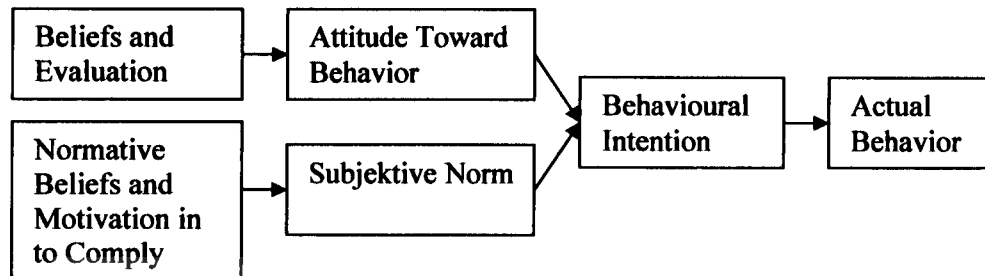 Beliefs and
Evaluation
Attitude Toward
Behavior
Behavioural
Intention
Actual
Behavior
Normative
Beliefs and
Motivation in
to Comply
Subjektive Norm